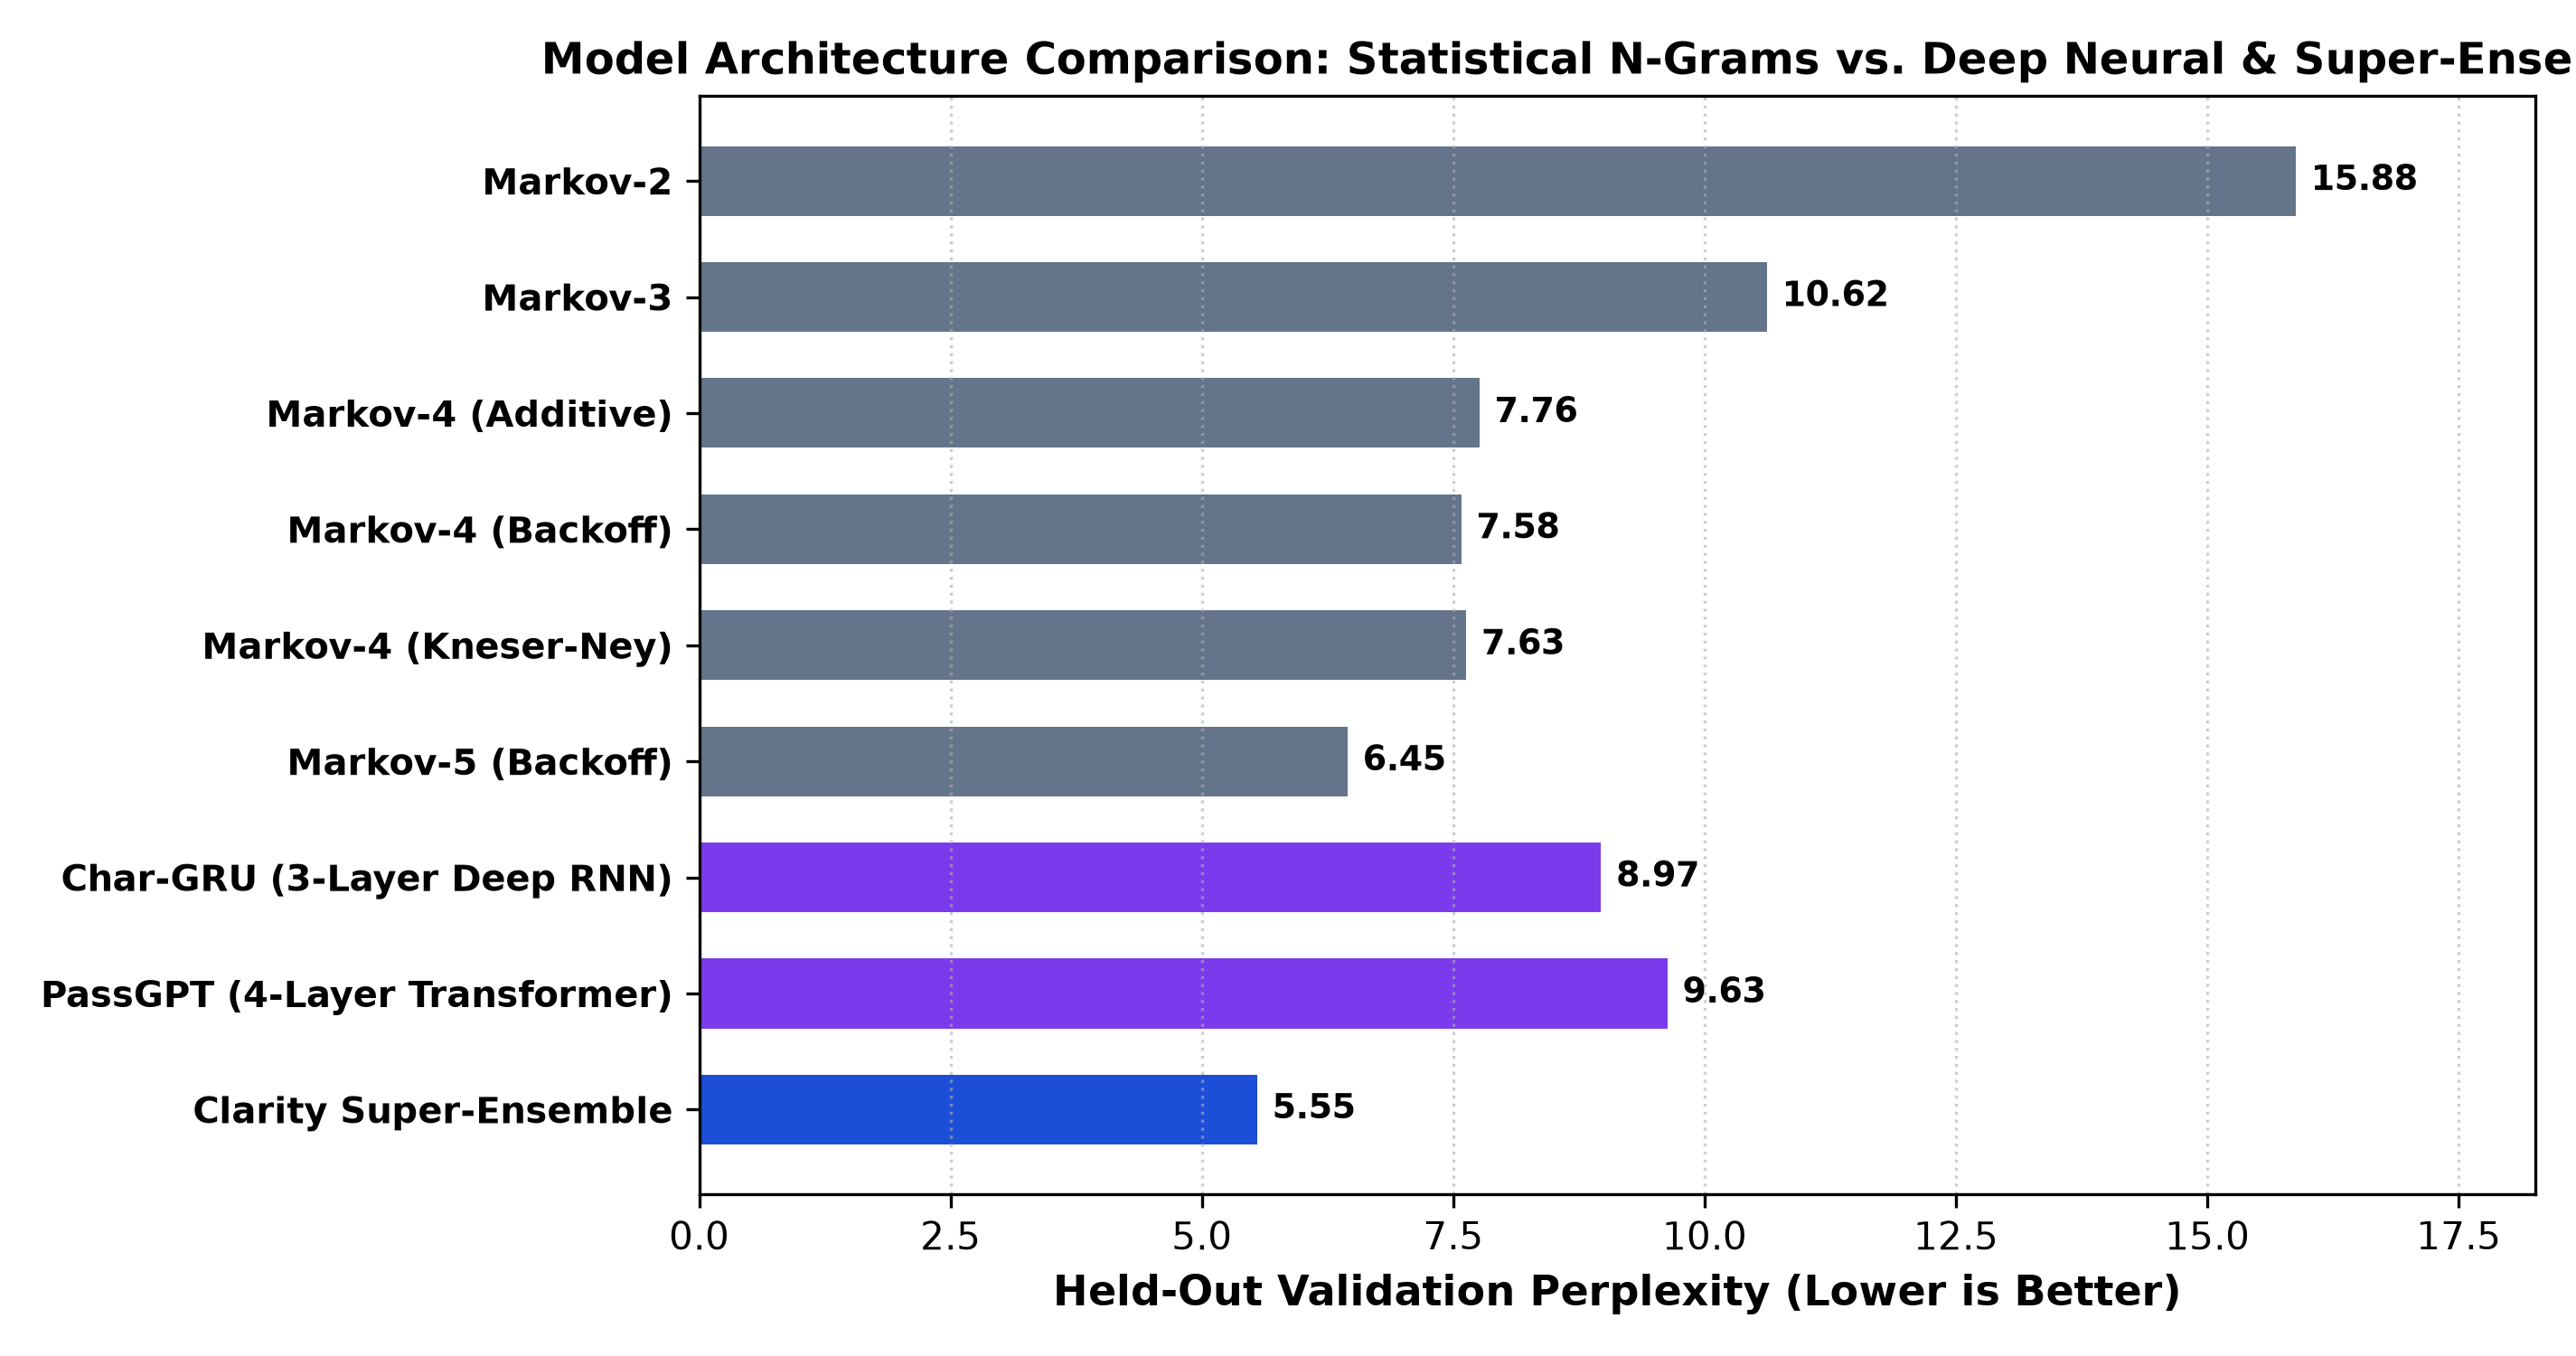 Model Architecture Comparison: Statistical N-Grams vs. Deep Neural & Super-Ense
Markov-2
15.88
Markov-3
10.62
Markov-4 (Additive)
7.76
Markov-4 (Backoff)
7.58
Markov-4 (Kneser-Ney)
7.63
Markov-5 (Backoff)
6.45
Char-GRU (3-Layer Deep RNN)
8.97
PassGPT (4-Layer Transformer)
9.63
Clarity Super-Ensemble
5.55
0.0 2.5 5.0 7.5 10.0 12.5 15.0 17.5
Held-Out Validation Perplexity (Lower is Better)